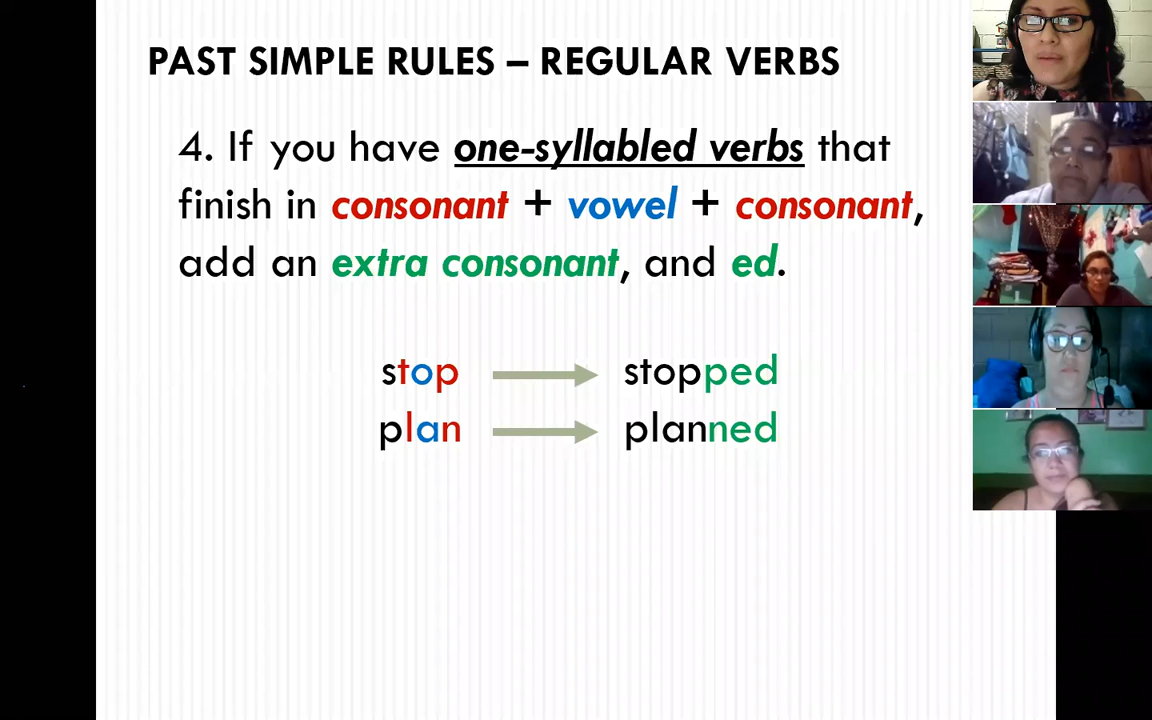 PAST SIMPLE RULES – REGULAR VERBS
4. If you have one-syllabled verbs that
finish in consonant + vowel + consonant,
add an extra consonant, and ed.
stop stopped
plan planned